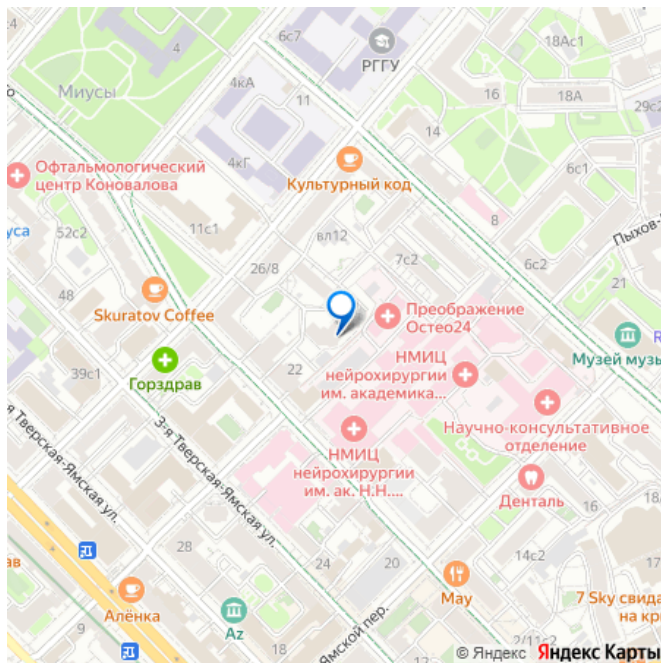 6с7
РГГУ
18Ас1
4
Миусы
4кА
11
16
18А
29с2
14
4кГ
Офтальмологический
центр Коновалова
Культурный код
6с1
8
11с1
вл12
52с2
Пыхов-
26/8
7с2
6с2
21
48
Skuratov Coffee
Преображение
Остео24
Музей музы
39с1
Горздрав
22
НМИЦ
нейрохирургии
им. академика...
Научно-консультативное
отделение
3-я Тверская-Ямская ул.
я Тверская-Ямская ул.
НМИЦ
нейрохирургии
им. ак. Н.Н....
Денталь
16
17
28
24
20
14с2
ав
Алёнка
Az
9
18
Ямской пер.
Мау
7 Sky свида
на кр
2/11с2
© Яндекс Яндекс Карты